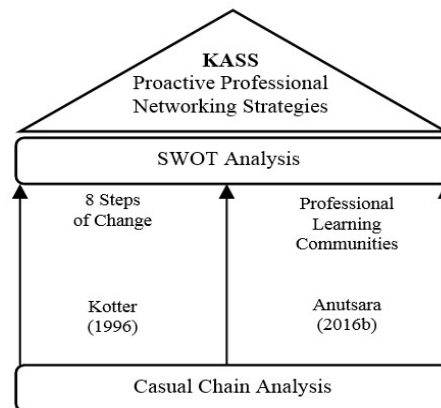 KASS
Proactive Professional
Networking Strategies
SWOT Analysis
8 Steps
of Change
Professional
Learning
Communities
Kotter
(1996)
Anutsara
(2016b)
Casual Chain Analysis